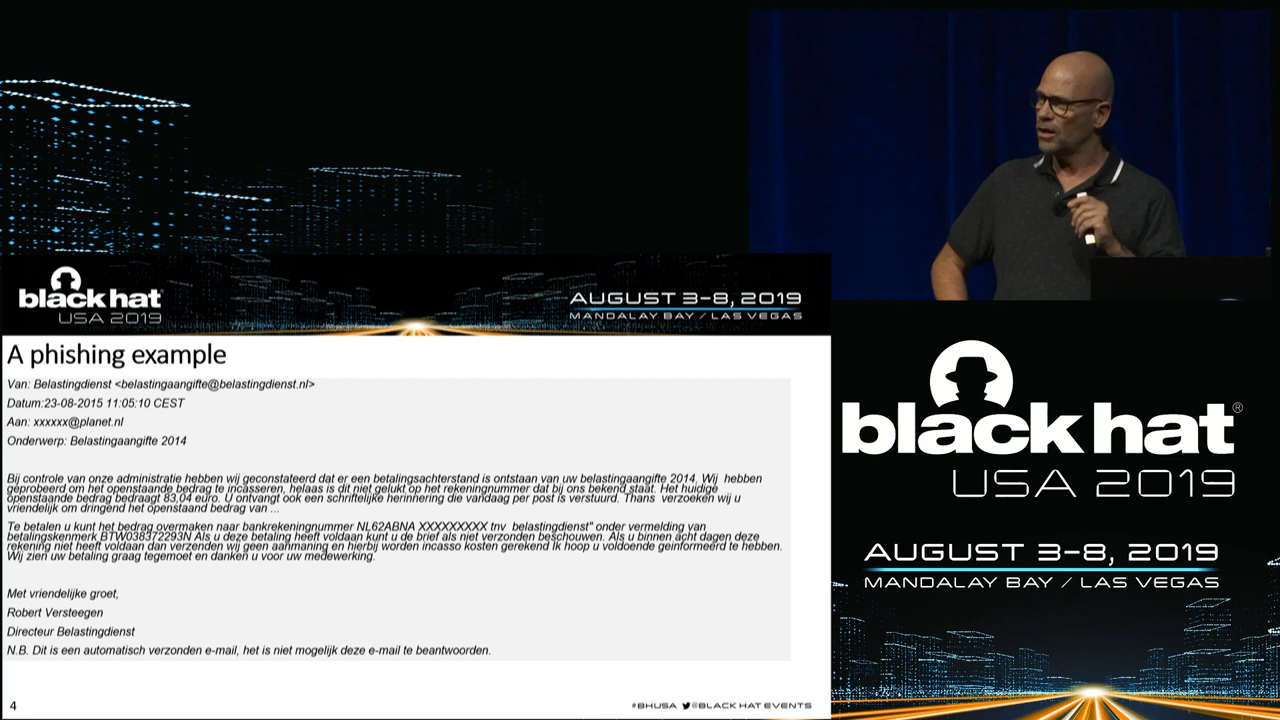 black hat
USA 2019
AUGUST 3-8, 2019
MANDALAY BAY / LAS VEGAS
A phishing example
Van: Belastingdienst <belastingaangifte@belastingdienst.nl>
Datum:23-08-2015 11:05:10 CEST
Aan: xxxxxx@planet.nl
Onderwerp: Belastingaangifte 2014
Bij controle van onze administratie hebben wij geconstateerd dat er een betalingsachterstand is ontstaan van uw belastingaangifte 2014. Wij hebben
geprobeerd om het openstaande bedrag te incasseren, helaas is dit niet gelukt op het rekeningnummer dat bij ons bekend staat. Het huidige
openstaande bedrag bedraagt 83,04 euro. U ontvangt ook een schriftelijke herinnering die vandaag per post is verstuurd. Thans verzoeken wij u
vriendelijk om dringend het openstaand bedrag van ...
Te betalen u kunt het bedrag overmaken naar bankrekeningnummer NL62ABNA XXXXXXXXX tnv belastingdienst" onder vermelding van
betalingskenmerk BTW038372293N Als u deze betaling heeft voldaan kunt u de brief als niet verzonden beschouwen. Als u binnen acht dagen deze
rekening niet heeft voldaan dan verzenden wij geen aanmaning en hierbij worden incasso kosten gerekend Ik hoop u voldoende geinformeerd te hebben.
Wij zien uw betaling graag tegemoet en danken u voor uw medewerking.
Met vriendelijke groet,
Robert Versteegen
Directeur Belastingdienst
N.B. Dit is een automatisch verzonden e-mail, het is niet mogelijk deze e-mail te beantwoorden.
4
#BHUSA @BLACK HAT EVENTS
black hat®
USA 2019
AUGUST 3-8, 2019
MANDALAY BAY / LAS VEGAS